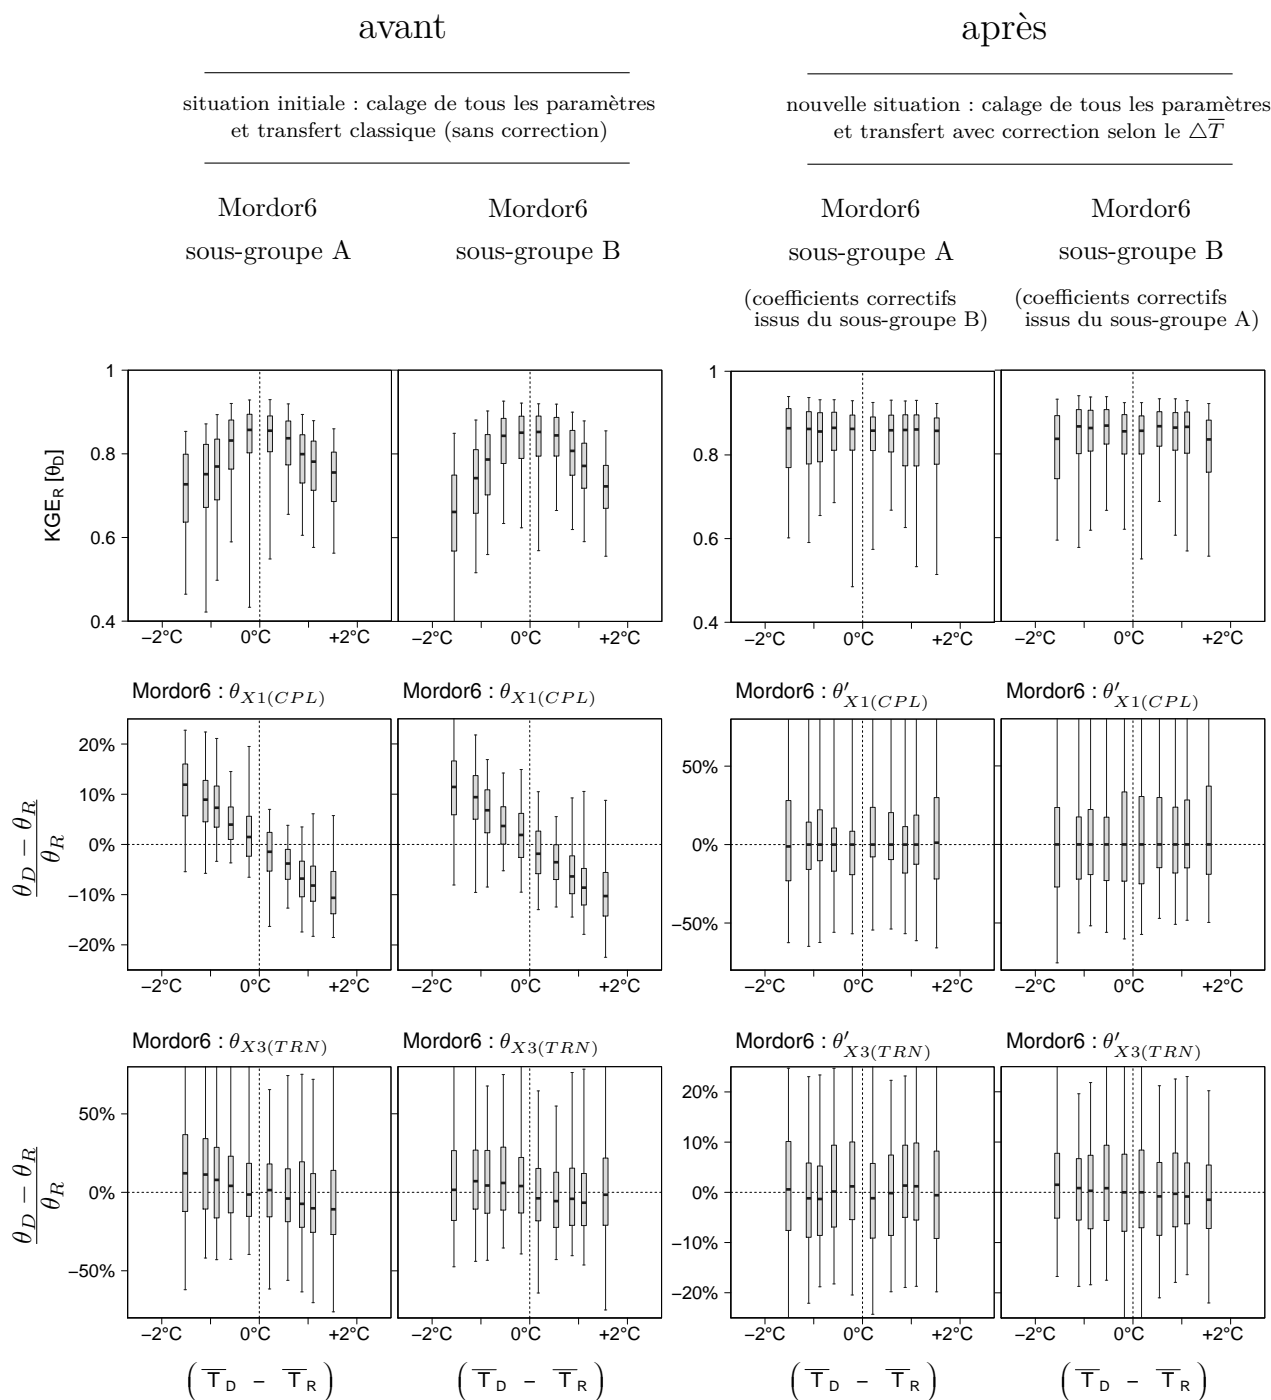 avant
après
situation initiale : calage de tous les paramètres
et transfert classique (sans correction)
nouvelle situation : calage de tous les paramètres
et transfert avec correction selon le △T̅
Mordor6
sous-groupe A
Mordor6
sous-groupe B
Mordor6
sous-groupe A
(coefficients correctifs
issus du sous-groupe B)
Mordor6
sous-groupe B
(coefficients correctifs
issus du sous-groupe A)
KGE_R [θ_D]
1
0.8
0.6
0.4
−2°C 0°C +2°C
−2°C 0°C +2°C
1
0.8
0.6
0.4
−2°C 0°C +2°C
−2°C 0°C +2°C
Mordor6 : θ_X1(CPL)
Mordor6 : θ_X1(CPL)
Mordor6 : θ′_X1(CPL)
Mordor6 : θ′_X1(CPL)
(θ_D − θ_R)/θ_R
20%
10%
0%
−10%
−20%
−2°C 0°C +2°C
−2°C 0°C +2°C
50%
0%
−50%
−2°C 0°C +2°C
−2°C 0°C +2°C
Mordor6 : θ_X3(TRN)
Mordor6 : θ_X3(TRN)
Mordor6 : θ′_X3(TRN)
Mordor6 : θ′_X3(TRN)
(θ_D − θ_R)/θ_R
50%
0%
−50%
−2°C 0°C +2°C
−2°C 0°C +2°C
20%
10%
0%
−10%
−20%
−2°C 0°C +2°C
−2°C 0°C +2°C
( T̅_D − T̅_R )
( T̅_D − T̅_R )
( T̅_D − T̅_R )
( T̅_D − T̅_R )